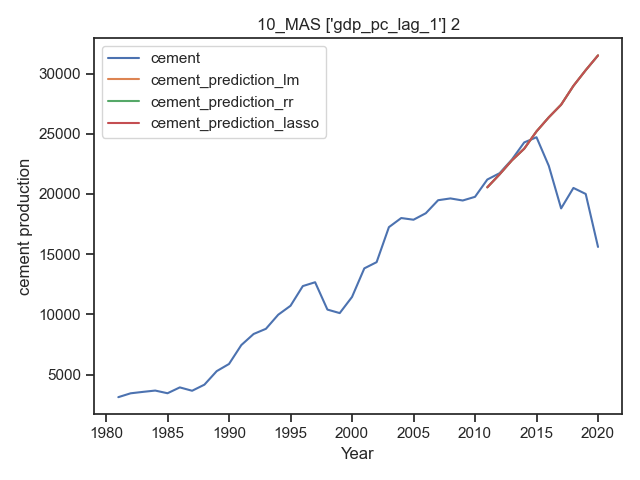 10_MAS ['gdp_pc_lag_1'] 2
cement
cement_prediction_lm
cement_prediction_rr
cement_prediction_lasso
cement production
30000
25000
20000
15000
10000
5000
1980 1985 1990 1995 2000 2005 2010 2015 2020
Year